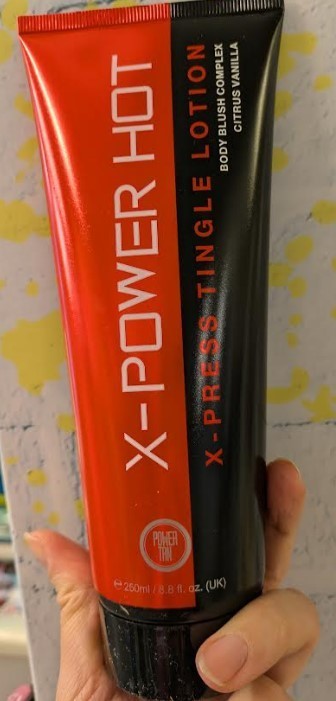 X-POWER HOT
X-PRESS TINGLE LOTION
BODY BLUSH COMPLEX
CITRUS VANILLA
POWER
TAN
℮ 250ml / 8.8 fl. oz. (UK)